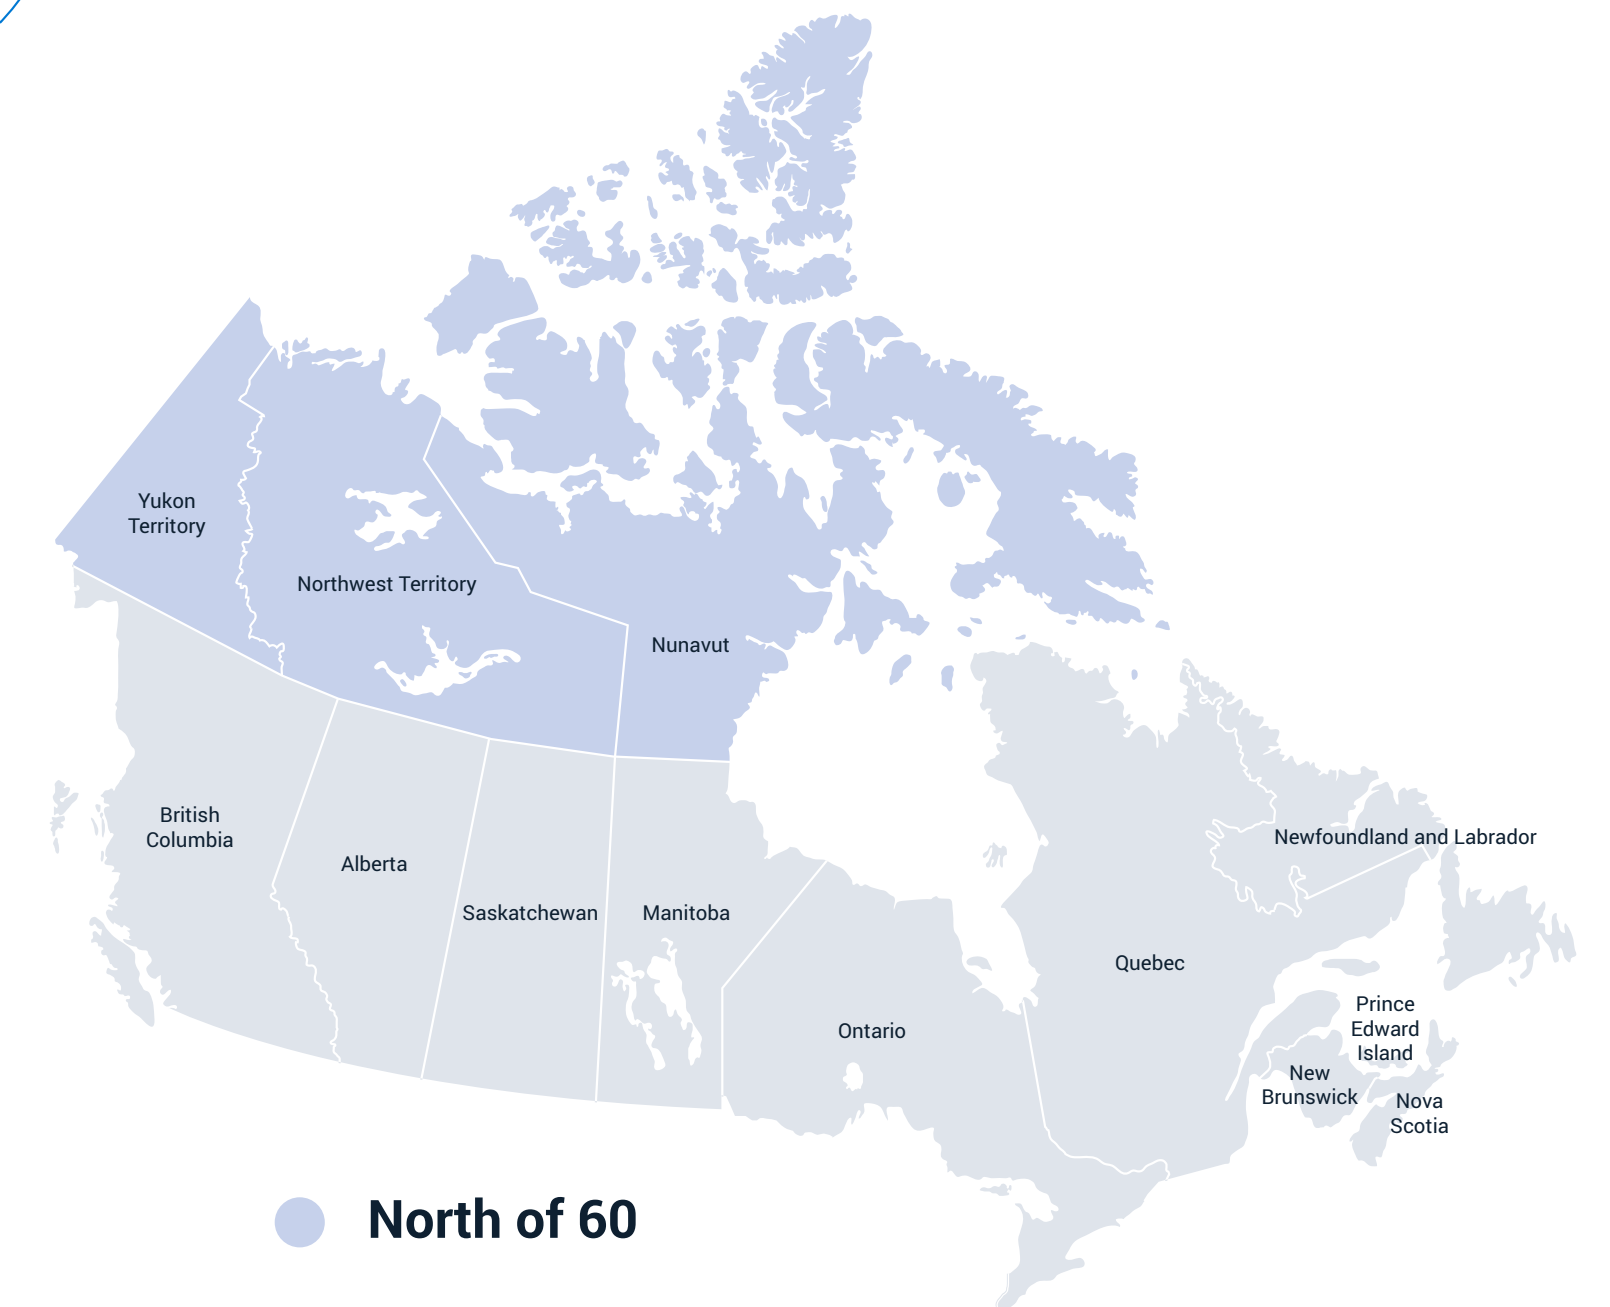 Yukon
Territory
Northwest Territory
Nunavut
British
Columbia
Alberta
Saskatchewan
Manitoba
Ontario
Quebec
Newfoundland and Labrador
Prince
Edward
Island
New
Brunswick
Nova
Scotia
North of 60